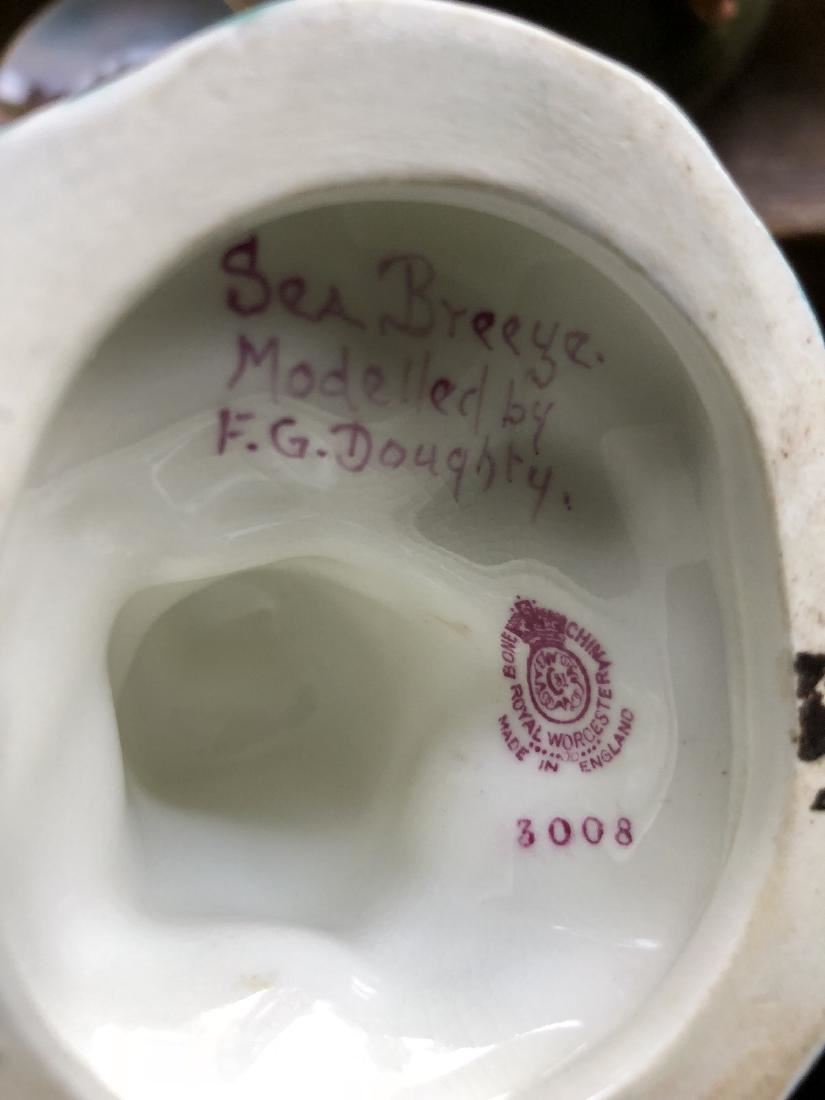 Sea Breeze.
Modelled by
F.G. Doughty.
BONE CHINA
ROYAL WORCESTER
MADE IN ENGLAND
3008